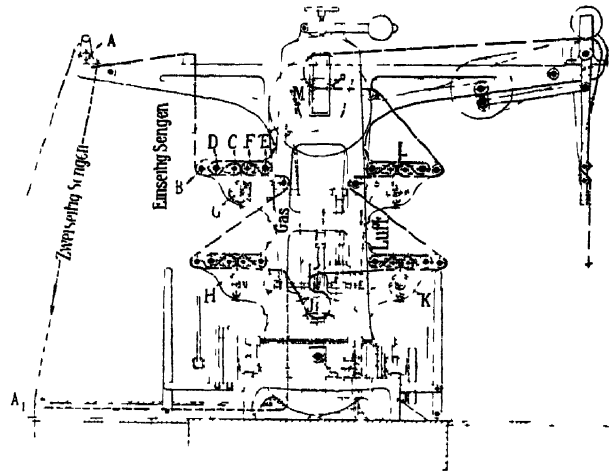 A
M
D C F E
L
B
G
Einseitig Sengen
Zweiseitig Sengen
Gas
Luft
H
K
A1